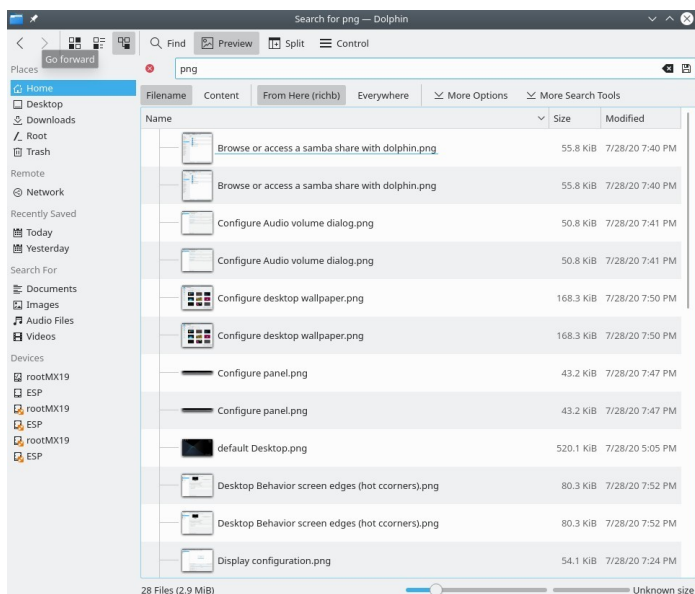 Search for png — Dolphin
Find Preview Split Control
Go forward
Places
Home
Desktop
Downloads
Root
Trash
Remote
Network
Recently Saved
Today
Yesterday
Search For
Documents
Images
Audio Files
Videos
Devices
rootMX19
ESP
rootMX19
ESP
rootMX19
ESP
png
Filename Content From Here (richb) Everywhere More Options More Search Tools
Name Size Modified
Browse or access a samba share with dolphin.png 55.8 KiB 7/28/20 7:40 PM
Browse or access a samba share with dolphin.png 55.8 KiB 7/28/20 7:40 PM
Configure Audio volume dialog.png 50.8 KiB 7/28/20 7:41 PM
Configure Audio volume dialog.png 50.8 KiB 7/28/20 7:41 PM
Configure desktop wallpaper.png 168.3 KiB 7/28/20 7:50 PM
Configure desktop wallpaper.png 168.3 KiB 7/28/20 7:50 PM
Configure panel.png 43.2 KiB 7/28/20 7:47 PM
Configure panel.png 43.2 KiB 7/28/20 7:47 PM
default Desktop.png 520.1 KiB 7/28/20 5:05 PM
Desktop Behavior screen edges (hot ccorners).png 80.3 KiB 7/28/20 7:52 PM
Desktop Behavior screen edges (hot ccorners).png 80.3 KiB 7/28/20 7:52 PM
Display configuration.png 54.1 KiB 7/28/20 7:24 PM
28 Files (2.9 MiB) Unknown size